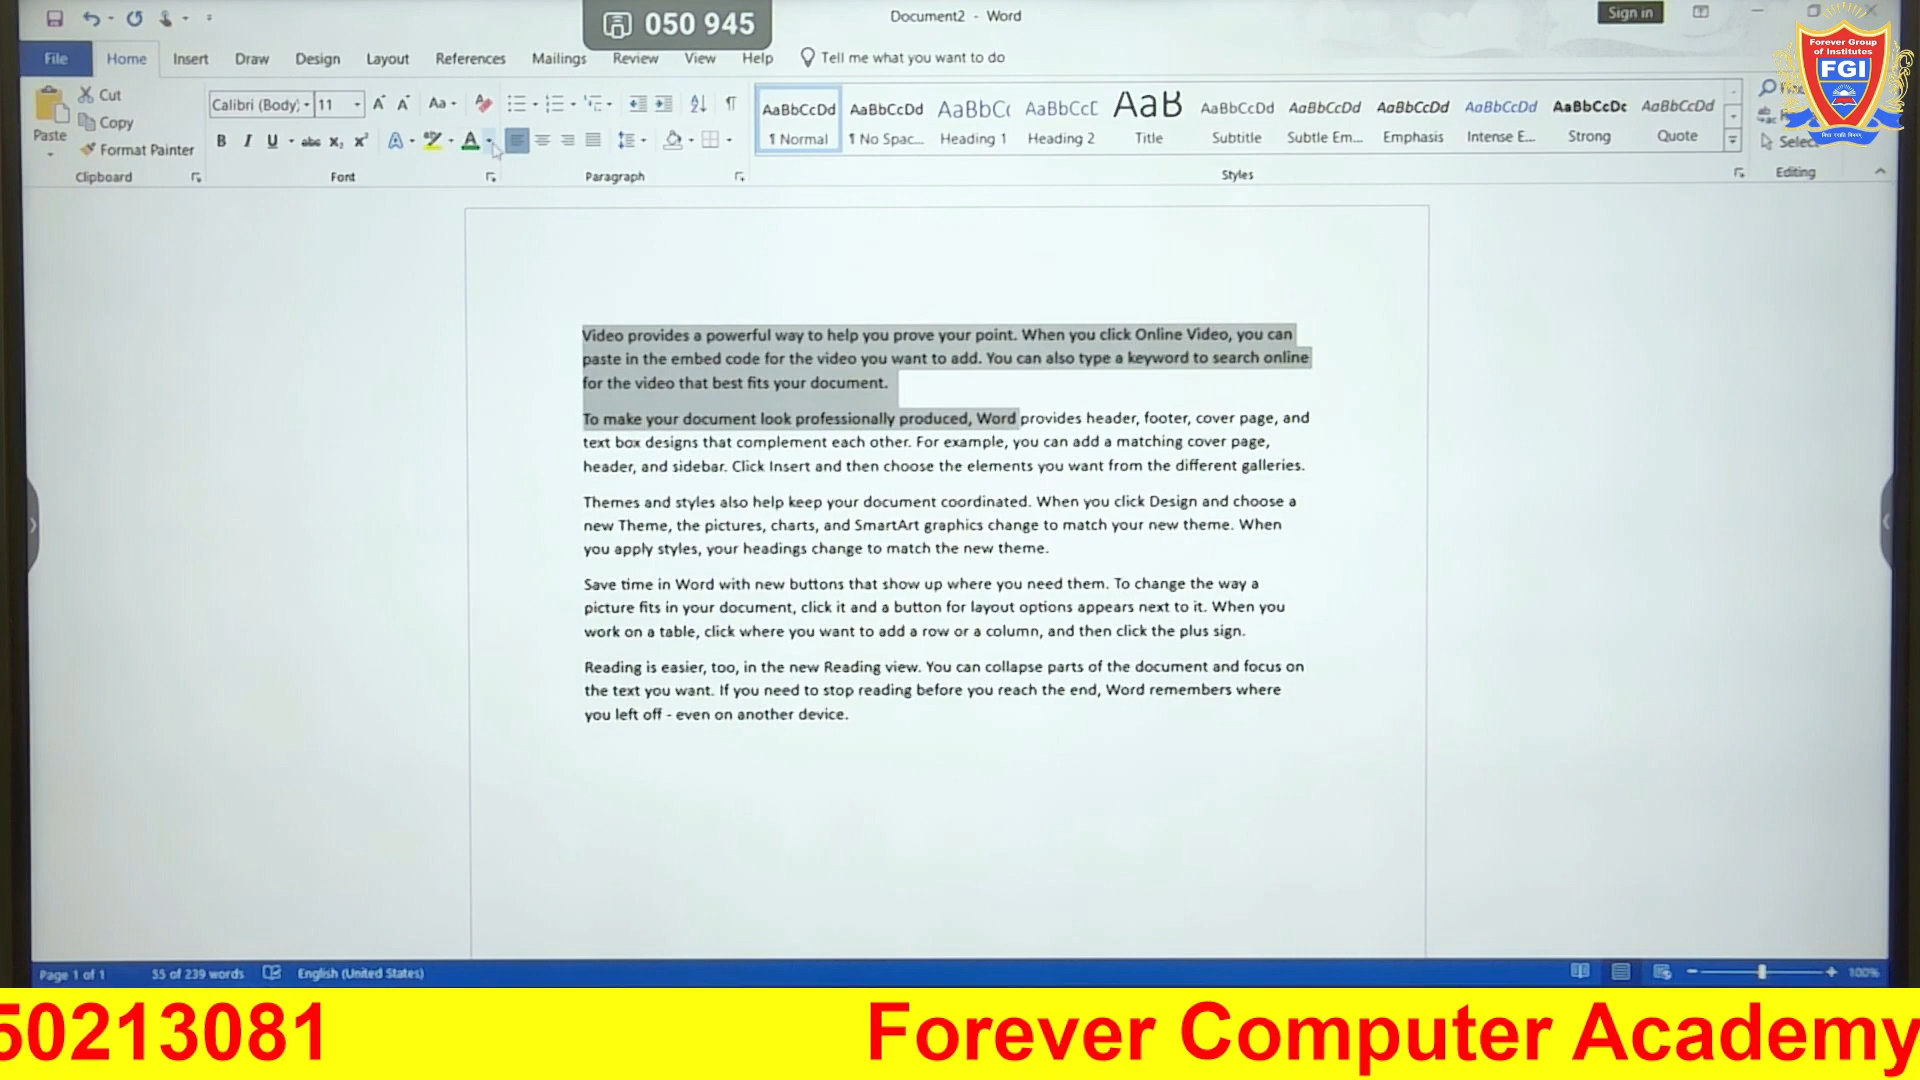 050 945
Document2 - Word
Sign in
File Home Insert Draw Design Layout References Mailings Review View Help Tell me what you want to do
Forever Group
of Institutes
FGI
Paste
Cut
Copy
Format Painter
Clipboard
Calibri (Body) 11
Aa
B I U abc X₂ X² A
Font
Paragraph
AaBbCcDd
¶ Normal
AaBbCcDd
¶ No Spac...
AaBbC
Heading 1
AaBbCcC
Heading 2
AaB
Title
AaBbCcDd
Subtitle
AaBbCcDd
Subtle Em...
AaBbCcDd
Emphasis
AaBbCcDd
Intense E...
AaBbCcDc
Strong
AaBbCcDd
Quote
Styles
Select
Editing
Video provides a powerful way to help you prove your point. When you click Online Video, you can
paste in the embed code for the video you want to add. You can also type a keyword to search online
for the video that best fits your document.
To make your document look professionally produced, Word provides header, footer, cover page, and
text box designs that complement each other. For example, you can add a matching cover page,
header, and sidebar. Click Insert and then choose the elements you want from the different galleries.
Themes and styles also help keep your document coordinated. When you click Design and choose a
new Theme, the pictures, charts, and SmartArt graphics change to match your new theme. When
you apply styles, your headings change to match the new theme.
Save time in Word with new buttons that show up where you need them. To change the way a
picture fits in your document, click it and a button for layout options appears next to it. When you
work on a table, click where you want to add a row or a column, and then click the plus sign.
Reading is easier, too, in the new Reading view. You can collapse parts of the document and focus on
the text you want. If you need to stop reading before you reach the end, Word remembers where
you left off - even on another device.
Page 1 of 1 55 of 239 words English (United States) 100%
50213081 Forever Computer Academy